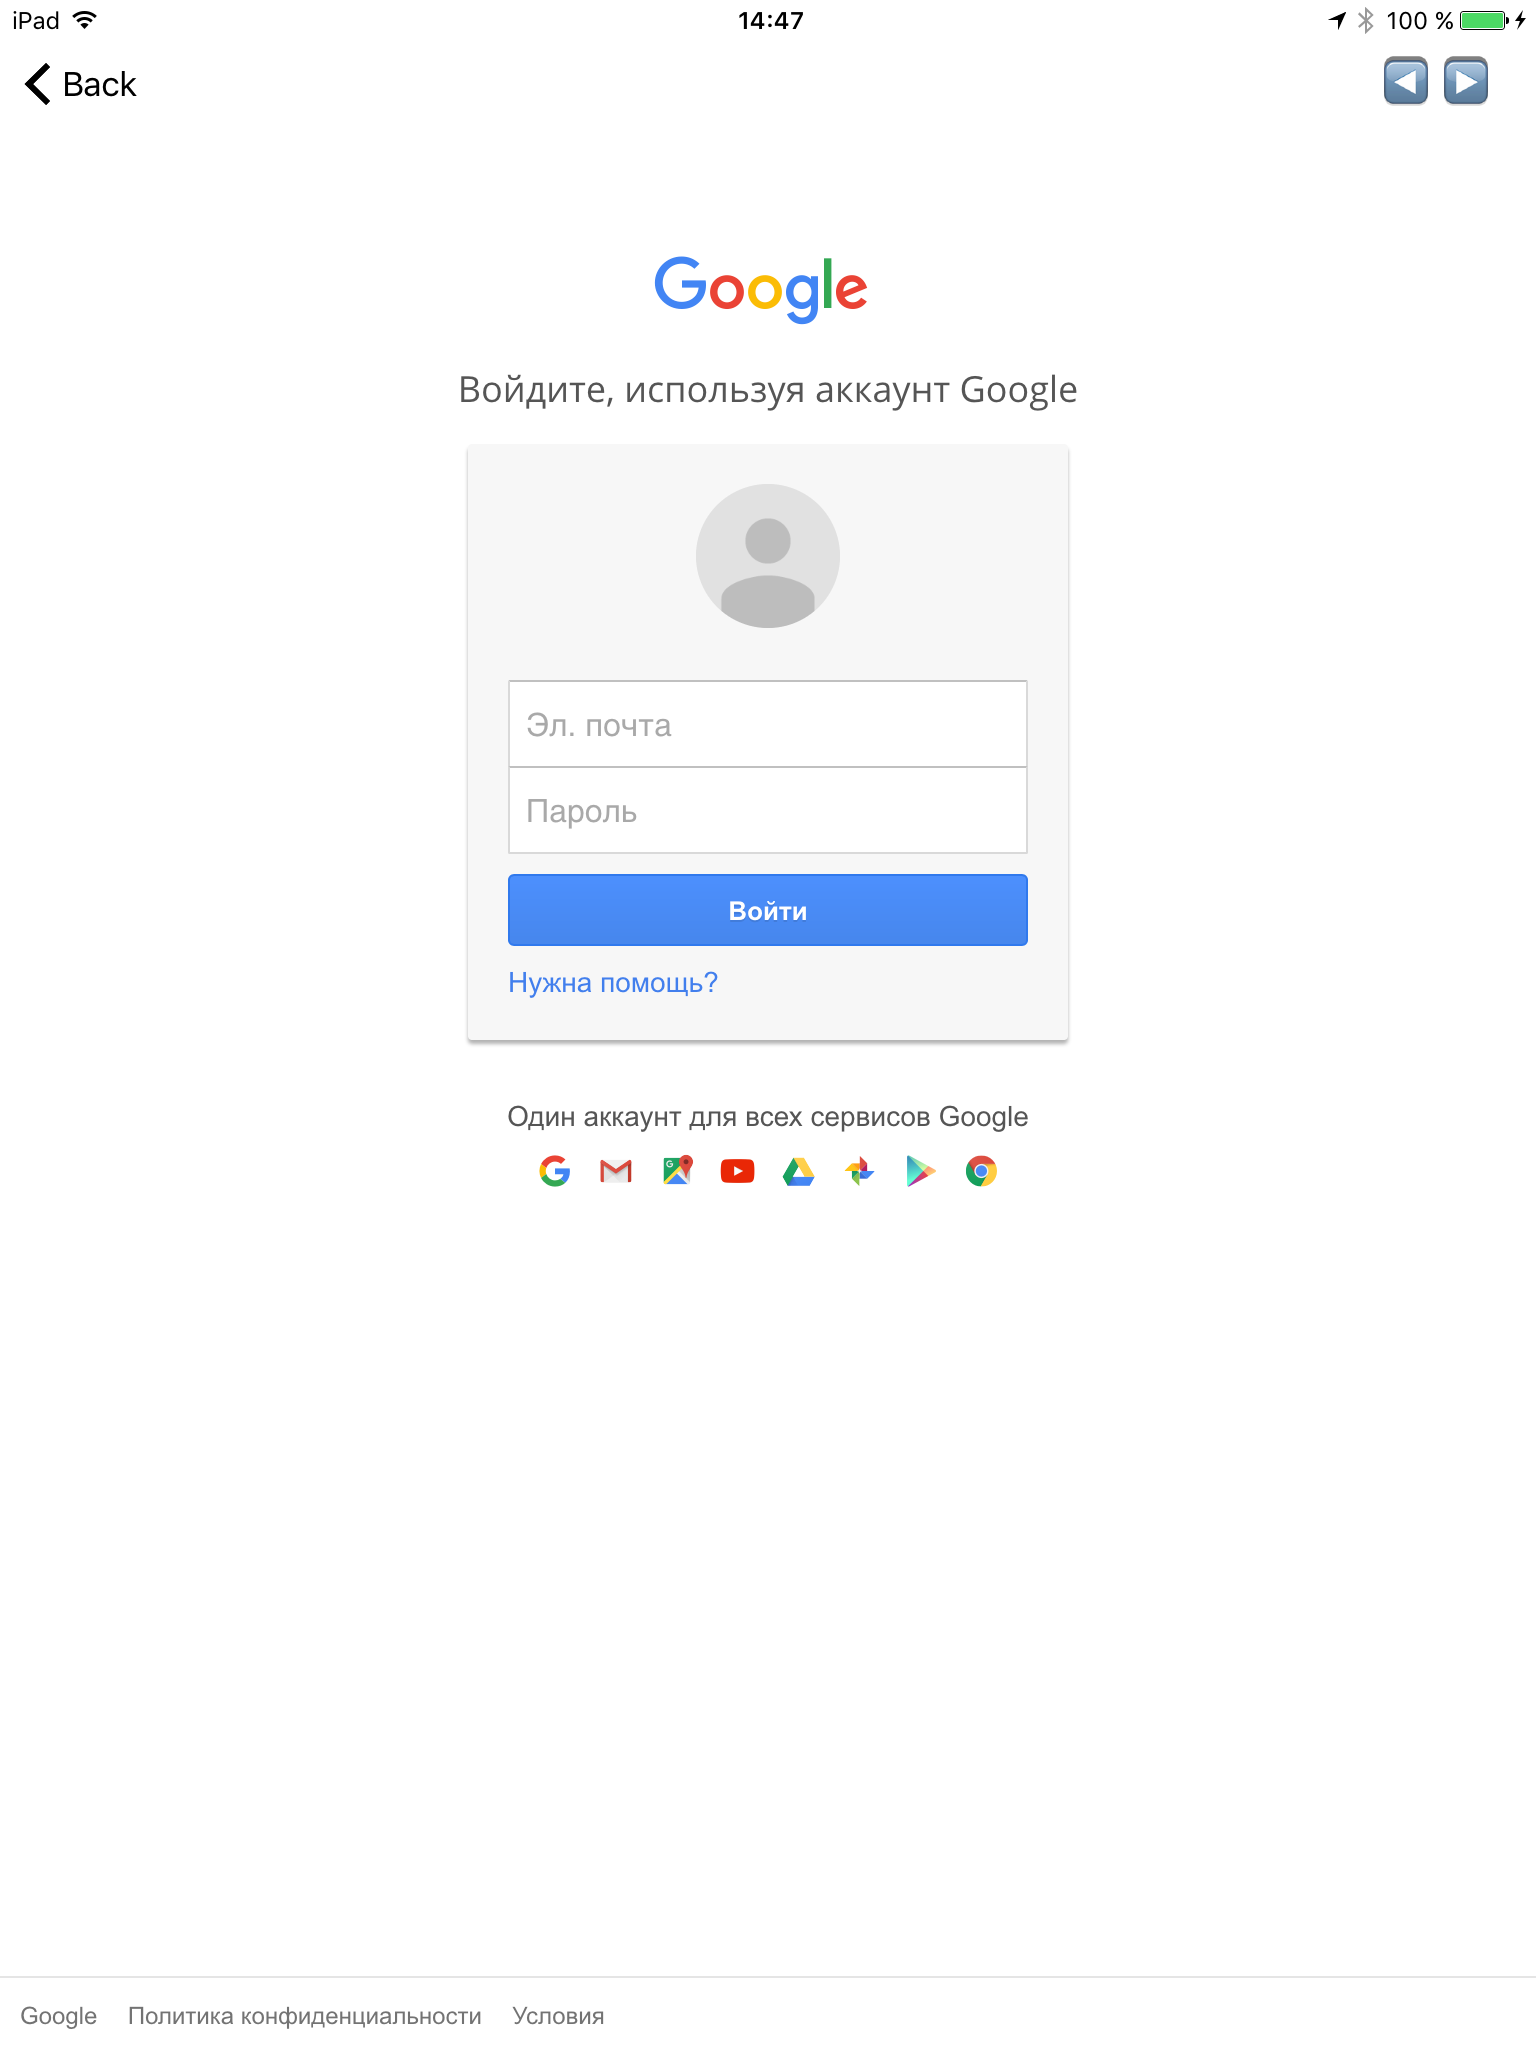 iPad 14:47 100 %
Back
Google
Войдите, используя аккаунт Google
Эл. почта
Пароль
Войти
Нужна помощь?
Один аккаунт для всех сервисов Google
Google Политика конфиденциальности Условия